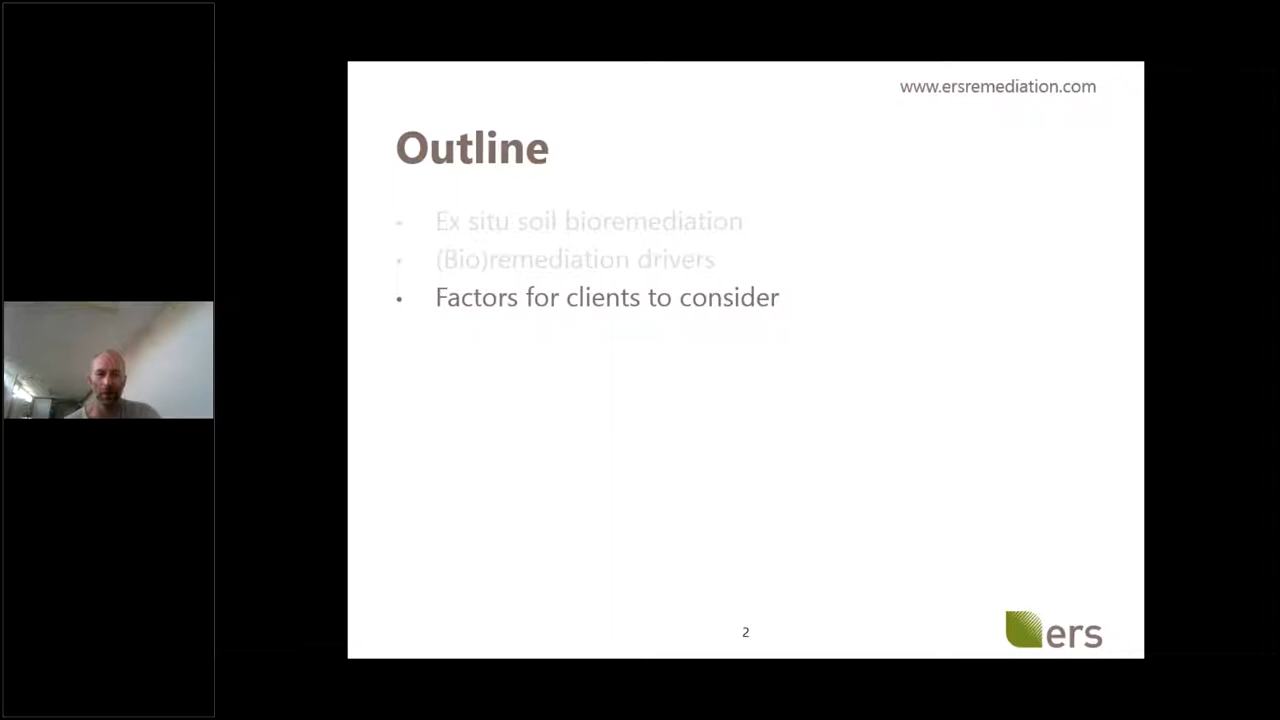 www.ersremediation.com
Outline
• Ex situ soil bioremediation
• (Bio)remediation drivers
• Factors for clients to consider
2
ers